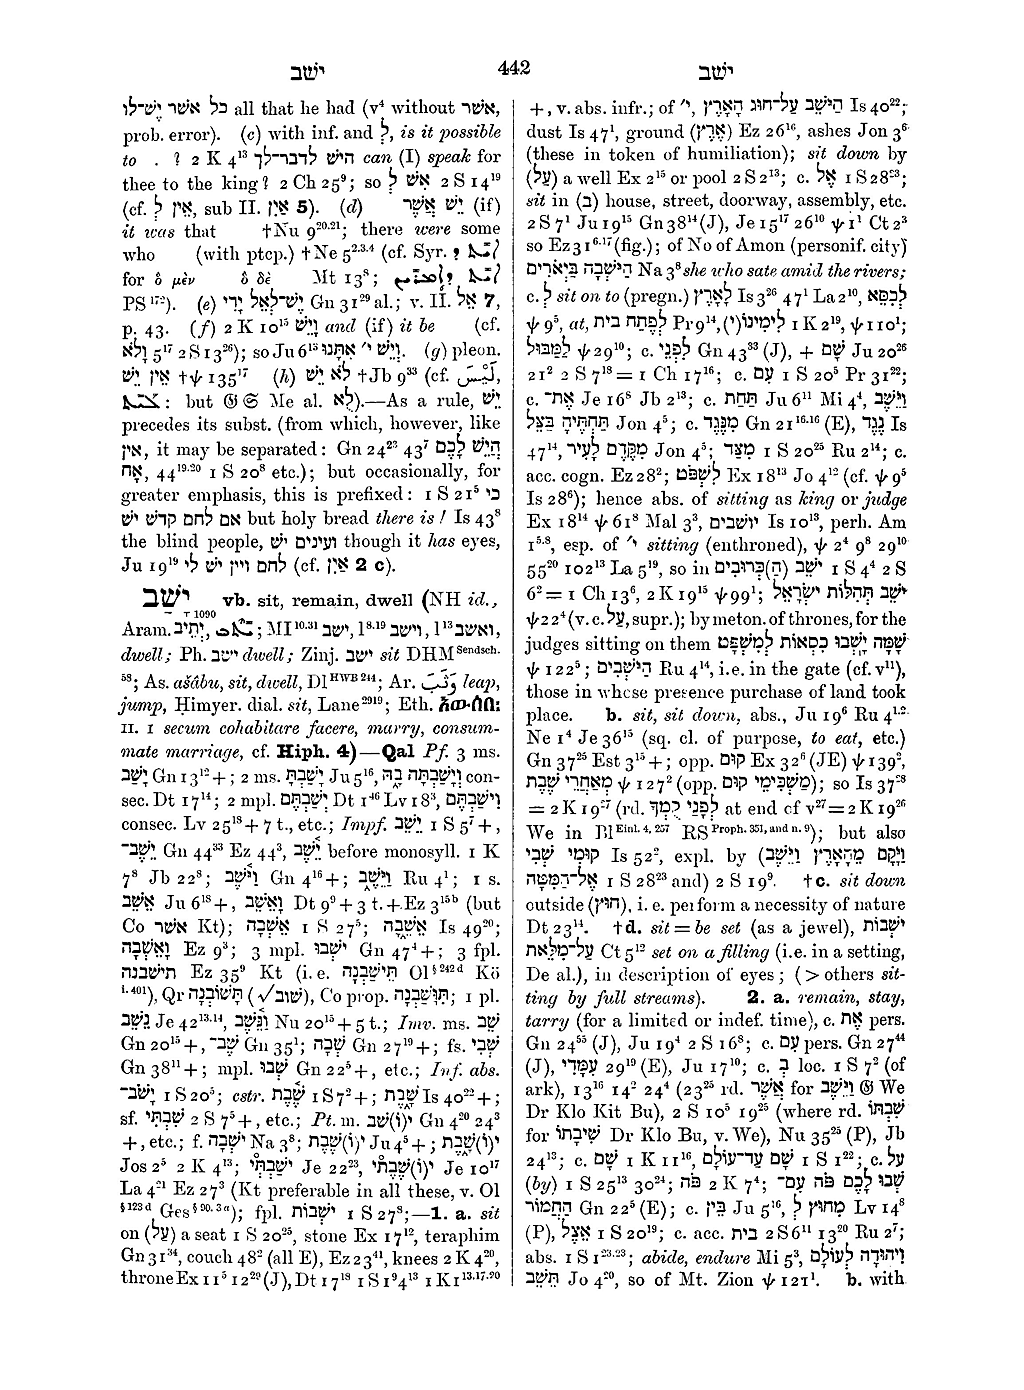 ישׁב 442 ישׁב
כל אשׁר יֶשׁ־לוֹ all that he had (v⁴ without אשׁר,
prob. error). (c) with inf. and לְ, is it possible
to . ? 2 K 4¹³ הישׁ לדבר־לך can (I) speak for
thee to the king? 2 Ch 25⁹; so אִשׁ לְ 2 S 14¹⁹
(cf. אֵין לְ, sub II. אַיִן 5). (d) יֵשׁ אֲשֶׁר (if)
it was that †Nu 9²⁰·²¹; there were some
who (with ptcp.) †Ne 5²·³·⁴ (cf. Syr.
for ὁ μὲν ὁ δὲ Mt 13⁸;
PS¹⁷²). (e) יֶשׁ־לְאֵל יָדִי Gn 31²⁹ al.; v. II. אֵל 7,
p. 43. (f) 2 K 10¹⁵ וָיֵשׁ and (if) it be (cf.
וָלֹא 5¹⁷ 2 S 13²⁶); so Ju 6¹³ וְיֵשׁ י׳ אִתָּנוּ. (g) pleon.
אין יֵשׁ †ψ 135¹⁷ (h) לֹא יֵשׁ †Jb 9³³ (cf. لَيْسَ,
: but 𝔊 𝔖 Me al. לֻא).—As a rule, יֵשׁ
precedes its subst. (from which, however, like
אין, it may be separated: Gn 24²³ 43⁷ הֲיֵשׁ לָכֶם
אָח, 44¹⁹·²⁰ 1 S 20⁸ etc.); but occasionally, for
greater emphasis, this is prefixed: 1 S 21⁵ כי
אם לחם קדשׁ ישׁ but holy bread there is! Is 43⁸
the blind people, ועינים ישׁ though it has eyes,
Ju 19¹⁹ לחם ויין ישׁ לי (cf. אַיִן 2 c).
יָשַׁב ₁₀₉₀ vb. sit, remain, dwell (NH id.,
Aram. יְתֵיב, ; MI¹⁰·³¹ ישב, l⁸·¹⁹ וישב, l¹³ ואשב,
dwell; Ph. ישב dwell; Zinj. ישב sit DHM Sendsch.
⁵⁸; As. ašâbu, sit, dwell, Dl HWB 244; Ar. وَثَبَ leap,
jump, Himyer. dial. sit, Lane²⁹¹⁹; Eth. አውሰበ፡
II. 1 secum cohabitare facere, marry, consum-
mate marriage, cf. Hiph. 4)—Qal Pf. 3 ms.
יָשַׁב Gn 13¹²+; 2 ms. יָשַׁבְתָּ Ju 5¹⁶, וְיָשַׁבְתָּה בָּהּ con-
sec. Dt 17¹⁴; 2 mpl. יְשַׁבְתֶּם Dt 1⁴⁶ Lv 18³, וִישַׁבְתֶּם
consec. Lv 25¹⁸+7 t., etc.; Impf. יֵשֵׁב 1 S 5⁷+,
יֵשֶׁב־ Gn 44³³ Ez 44³, יֵשֶׁב before monosyll. 1 K
7⁸ Jb 22⁸; וַיֵּשֶׁב Gn 4¹⁶+; וַיֵּשַׁב Ru 4¹; 1 s.
אֵשֵׁב Ju 6¹⁸+, וָאֵשֵׁב Dt 9⁹+3 t.+Ez 3¹⁵ᵇ (but
Co אשׁר Kt); אֵשְׁבָה 1 S 27⁵; אֵשֵׁבָה Is 49²⁰;
וָאֵשְׁבָה Ez 9³; 3 mpl. יֵשְׁבוּ Gn 47⁴+; 3 fpl.
תישׁבנה Ez 35⁹ Kt (i.e. תֵּישַׁבְנָה Ol § 242 d Kö
I. 401), Qr תָּשׁוֹבְנָה (√שׁוב), Co prop. תּוּשַׁבְנָה; 1 pl.
נֵשֵׁב Je 42¹³·¹⁴, וַנֵּשֶׁב Nu 20¹⁵+5 t.; Imv. ms. שֵׁב
Gn 20¹⁵+, שֶׁב־ Gn 35¹; שְׁבָה Gn 27¹⁹+; fs. שְׁבִי
Gn 38¹¹+; mpl. שְׁבוּ Gn 22⁵+, etc.; Inf. abs.
יָשֹׁב־ 1 S 20⁵; cstr. שֶׁבֶת 1 S 7²+; שָׁבֶת Is 40²²+;
sf. שִׁבְתִּי 2 S 7⁵+, etc.; Pt. m. י(ו)שֵׁב Gn 4²⁰ 24³
+, etc.; f. ישְׁבָה Na 3⁸; י(ו)שֶׁבֶת Ju 4⁵+; י(ו)שָׁבֶת
Jos 2⁵ 2 K 4¹³; ישַׁבְתְּי Je 22²³, י(ו)שֶׁבֶתְּי Je 10¹⁷
La 4²¹ Ez 27³ (Kt preferable in all these, v. Ol
§ 123 d Ges § 90. 3 a); fpl. ישְׁבוֹת 1 S 27⁸;—1. a. sit
on (עַל) a seat 1 S 20²⁵, stone Ex 17¹², teraphim
Gn 31³⁴, couch 48² (all E), Ez 23⁴¹, knees 2 K 4²⁰,
throne Ex 11⁵ 12²⁹ (J), Dt 17¹⁸ 1 S 1⁹ 4¹³ 1 K 1¹³·¹⁷·²⁰
+, v. abs. infr.; of י׳, הַישֵׁב עַל־חוּג הָאָרֶץ Is 40²²;
dust Is 47¹, ground (אֶרֶץ) Ez 26¹⁶, ashes Jon 3⁶
(these in token of humiliation); sit down by
(עַל) a well Ex 2¹⁵ or pool 2 S 2¹³; c. אֶל 1 S 28²³;
sit in (בְּ) house, street, doorway, assembly, etc.
2 S 7¹ Ju 19¹⁵ Gn 38¹⁴ (J), Je 15¹⁷ 26¹⁰ ψ 1¹ Ct 2³
so Ez 31⁶·¹⁷ (fig.); of No of Amon (personif. city)
הַישְׁבָה בַּיְאֹרִים Na 3⁸ she who sate amid the rivers;
c. לְ sit on to (pregn.) לָאָרֶץ Is 3²⁶ 47¹ La 2¹⁰, לְכִסֵּא
ψ 9⁵, at, לְפֶתַח בית Pr 9¹⁴, לִימִינוֹ(י) 1 K 2¹⁹, ψ 110¹;
לַמַּבּוּל ψ 29¹⁰; c. לִפְנֵי Gn 43³³ (J), + שָׁם Ju 20²⁶
21² 2 S 7¹⁸ = 1 Ch 17¹⁶; c. עִם 1 S 20⁵ Pr 31²³;
c. אֶת־ Je 16⁸ Jb 2¹³; c. תַּחַת Ju 6¹¹ Mi 4⁴, וַיֵּשֶׁב
תַּחְתֶּיהָ בַּצֵּל Jon 4⁵; c. מִנֶּגֶד Gn 21¹⁶·¹⁶ (E), נֶגֶד Is
47¹⁴, מִקֶּדֶם לָעִיר Jon 4⁵; מִצַּד 1 S 20²⁵ Ru 2¹⁴; c.
acc. cogn. Ez 28²; לִשְׁפֹּט Ex 18¹³ Jo 4¹² (cf. ψ 9⁵
Is 28⁶); hence abs. of sitting as king or judge
Ex 18¹⁴ ψ 61⁸ Mal 3³, יושׁבים Is 10¹³, perh. Am
1⁵·⁸, esp. of י׳ sitting (enthroned), ψ 2⁴ 9⁸ 29¹⁰
55²⁰ 102¹³ La 5¹⁹, so in ישֵׁב (הַ)כְּרוּבִים 1 S 4⁴ 2 S
6² = 1 Ch 13⁶, 2 K 19¹⁵ ψ 99¹; ישֵׁב תְּהִלּוֹת יִשְׂרָאֵל
ψ 22⁴ (v. c. עַל, supr.); by meton. of thrones, for the
judges sitting on them שָׁמָּה יָשְׁבוּ כִסְאוֹת לְמִשְׁפָּט
ψ 122⁵; הַישְׁבִים Ru 4¹⁴, i.e. in the gate (cf. v¹¹),
those in whose presence purchase of land took
place. b. sit, sit down, abs., Ju 19⁶ Ru 4¹·²
Ne 1⁴ Je 36¹⁵ (sq. cl. of purpose, to eat, etc.)
Gn 37²⁵ Est 3¹⁵+; opp. קוּם Ex 32⁶ (JE) ψ 139²,
מְאַחֲרֵי שֶׁבֶת ψ 127² (opp. מַשְׁכִּימֵי קוּם); so Is 37²⁸
= 2 K 19²⁷ (rd. לְפָנַי קֻמְךָ at end of v²⁷ = 2 K 19²⁶
We in Bl Einl. 4, 257 RS Proph. 351, and n. 9); but also
קוּמִי שְּׁבִי Is 52², expl. by (וַיָּקָם מֵהָאָרֶץ וַיֵּשֶׁב
אֶל־הַמִּטָּה 1 S 28²³ and) 2 S 19⁹. †c. sit down
outside (חוּץ), i. e. perform a necessity of nature
Dt 23¹⁴. †d. sit = be set (as a jewel), ישְׁבוֹת
עַל־מִלֵּאת Ct 5¹² set on a filling (i.e. in a setting,
De al.), in description of eyes; (> others sit-
ting by full streams). 2. a. remain, stay,
tarry (for a limited or indef. time), c. אֵת pers.
Gn 24⁵⁵ (J), Ju 19⁴ 2 S 16⁸; c. עִם pers. Gn 27⁴⁴
(J), עִמָּדִי 29¹⁹ (E), Ju 17¹⁰; c. בְּ loc. 1 S 7² (of
ark), 13¹⁶ 14² 24⁴ (23²⁵ rd. אֲשֶׁר for וַיֵּשֶׁב 𝔊 We
Dr Klo Kit Bu), 2 S 10⁵ 19²⁵ (where rd. שִׁבְתּוֹ
for שִׁיבָתוֹ Dr Klo Bu, v. We), Nu 35²⁵ (P), Jb
24¹³; c. שָׁם 1 K 11¹⁶, שָׁם עַד־עוֹלָם 1 S 1²²; c. עַל
(by) 1 S 25¹³ 30²⁴; פֹּה 2 K 7⁴; שְׁבוּ לָכֶם פֹּה עִם־
הַחֲמוֹר Gn 22⁵ (E); c. בֵּין Ju 5¹⁶, מִחוּץ לְ Lv 14⁸
(P), אֵצֶל 1 S 20¹⁹; c. acc. בית 2 S 6¹¹ 13²⁰ Ru 2⁷;
abs. 1 S 1²³·²³; abide, endure Mi 5³, וִיהוּדָה לְעוֹלָם
תֵּשֵׁב Jo 4²⁰, so of Mt. Zion ψ 121¹. b. with